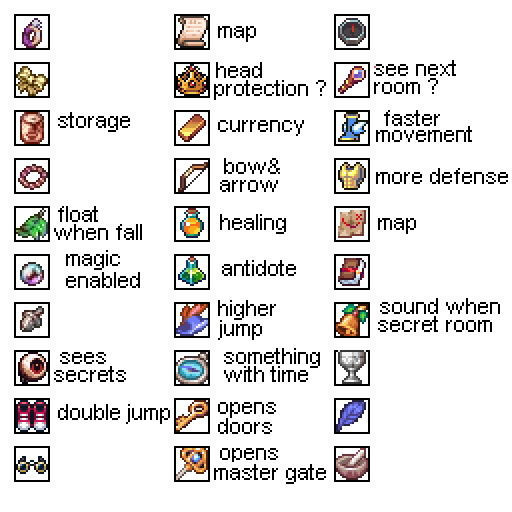 map
head
protection ?
see next
room ?
storage
currency
faster
movement
bow&
arrow
more defense
float
when fall
healing
map
magic
enabled
antidote
higher
jump
sound when
secret room
sees
secrets
something
with time
double jump
opens
doors
opens
master gate